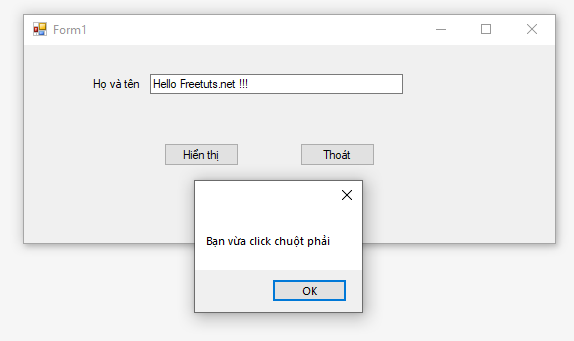 Form1
Họ và tên Hello Freetuts.net !!!
Hiển thị Thoát
Bạn vừa click chuột phải
OK